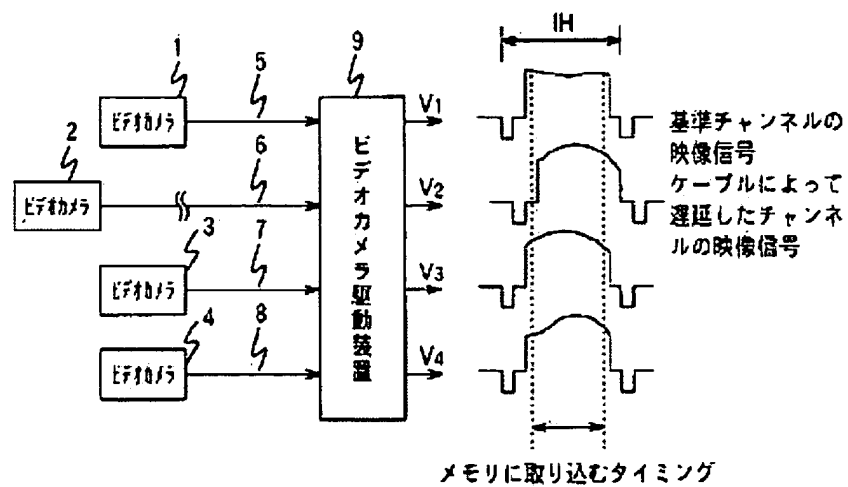 1
5
9
IH
ビデオカメラ
V1
2
6
ビデオカメラ
V2
3
7
ビデオカメラ
V3
4
8
ビデオカメラ
V4
ビデオカメラ駆動装置
基準チャンネルの
映像信号
ケーブルによって
遅延したチャンネ
ルの映像信号
メモリに取り込むタイミング